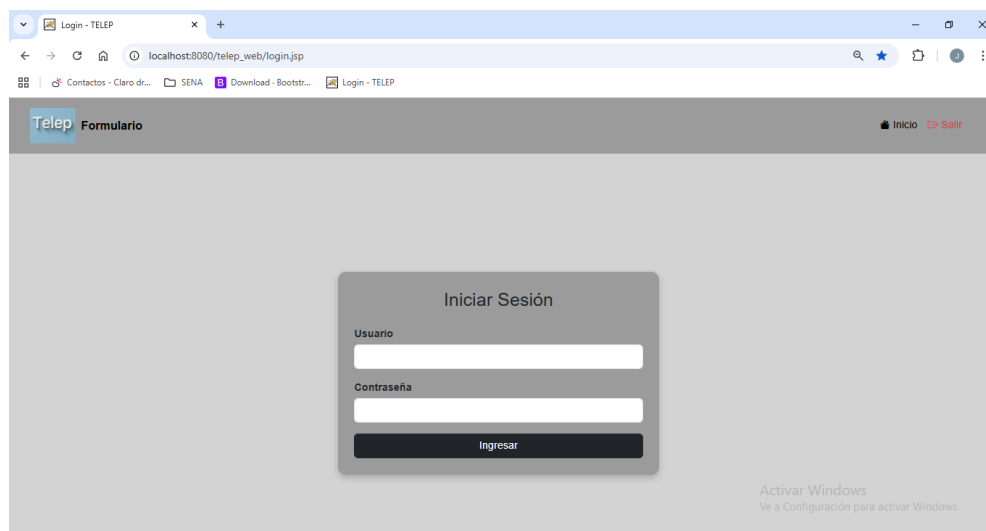 Login - TELEP
localhost:8080/telep_web/login.jsp
J
Contactos - Claro dr... SENA B Download · Bootstr... Login - TELEP
Telep Formulario Inicio Salir
Iniciar Sesión
Usuario
Contraseña
Ingresar
Activar Windows
Ve a Configuración para activar Windows.